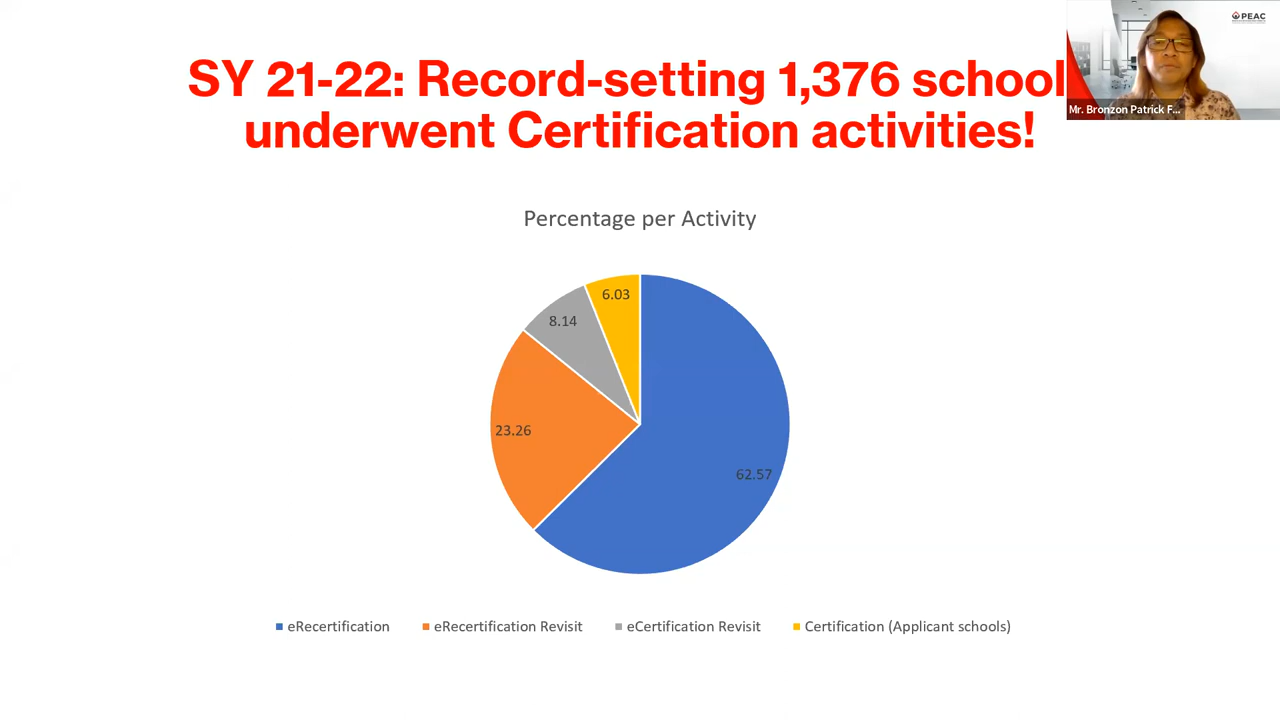 SY 21-22: Record-setting 1,376 school
underwent Certification activities!
PEAC
Mr. Bronzon Patrick F...
Percentage per Activity
6.03
8.14
23.26
62.57
eRecertification
eRecertification Revisit
eCertification Revisit
Certification (Applicant schools)